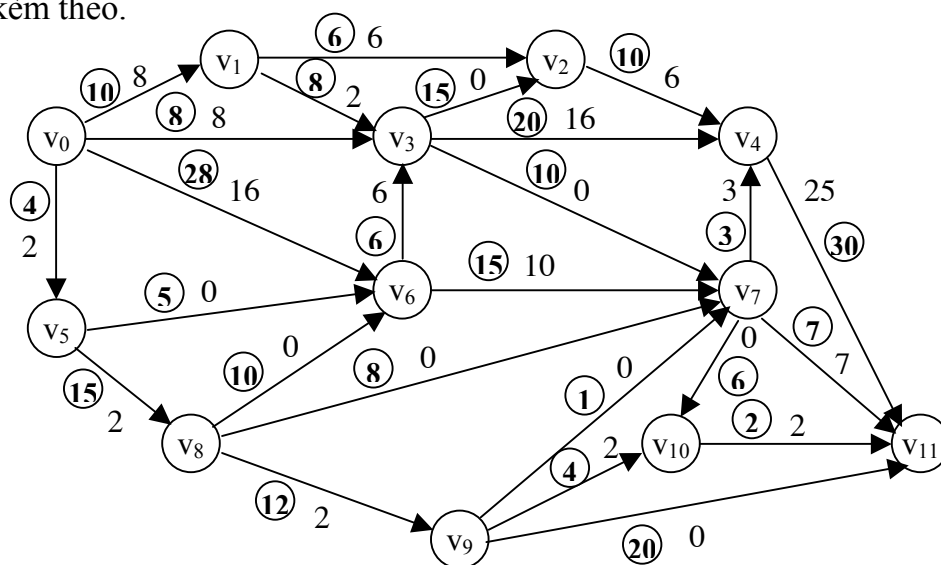 kèm theo.
6 6
v1 v2
10 8 8 2 15 0 10 6
8 8 20 16
v0 v3 v4
28 16 10 0 25
4 2 6 6 3 3 30
15 10
5 0 v6 v7
v5 0 7 7
10 0 8 0 0 6
15 2 1 2 2
v8 v10 v11
4 2
12 2
v9 20 0